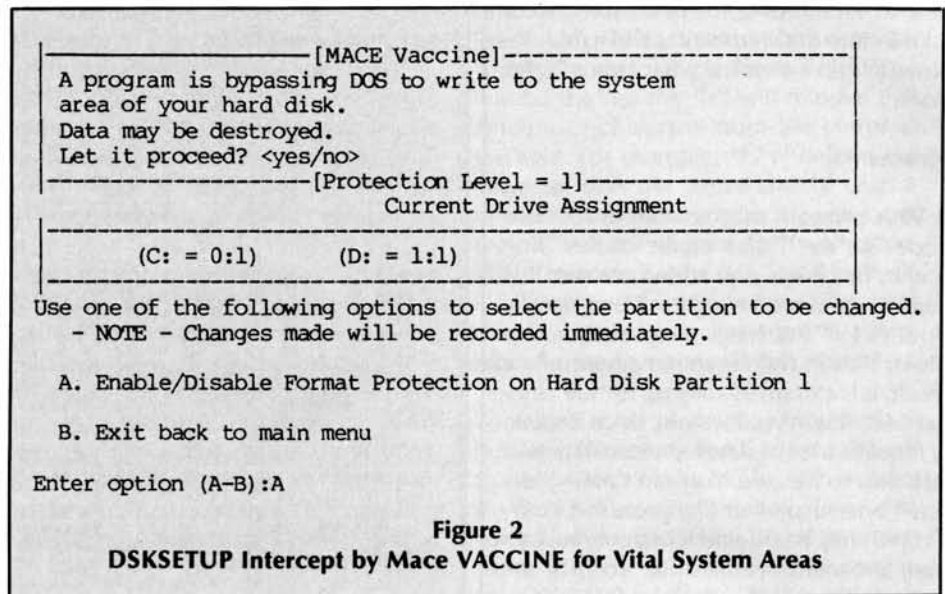 [MACE Vaccine]
A program is bypassing DOS to write to the system
area of your hard disk.
Data may be destroyed.
Let it proceed? <yes/no>
[Protection Level = 1]
Current Drive Assignment
(C: = 0:1) (D: = 1:1)
Use one of the following options to select the partition to be changed.
NOTE - Changes made will be recorded immediately.
A. Enable/Disable Format Protection on Hard Disk Partition 1
B. Exit back to main menu
Enter option (A-B):A
Figure 2
DSKSETUP Intercept by Mace VACCINE for Vital System Areas